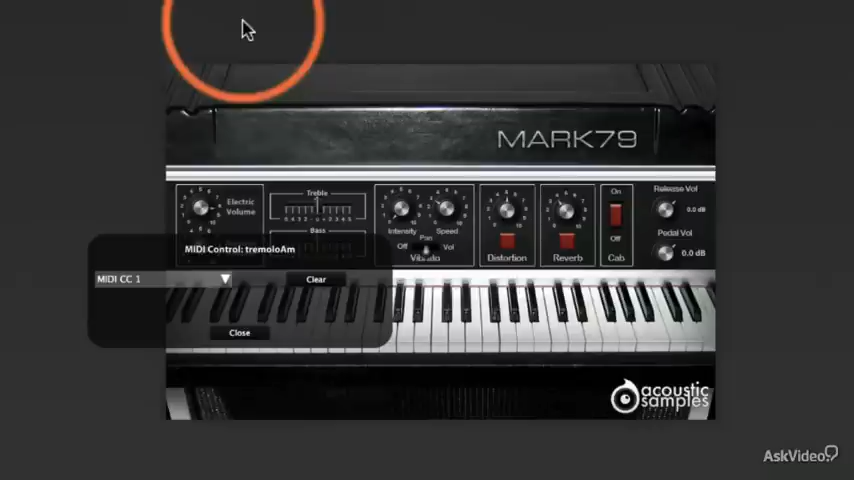 MARK79
Electric
Volume
Treble
Bass
Intensity
Speed
Off
Pan
Vol
Vibrato
Distortion
Reverb
On
Off
Cab
Release Vol
0.0 dB
Pedal Vol
0.0 dB
MIDI Control: tremoloAm
MIDI CC 1
Clear
Close
acoustic
samples
AskVideo